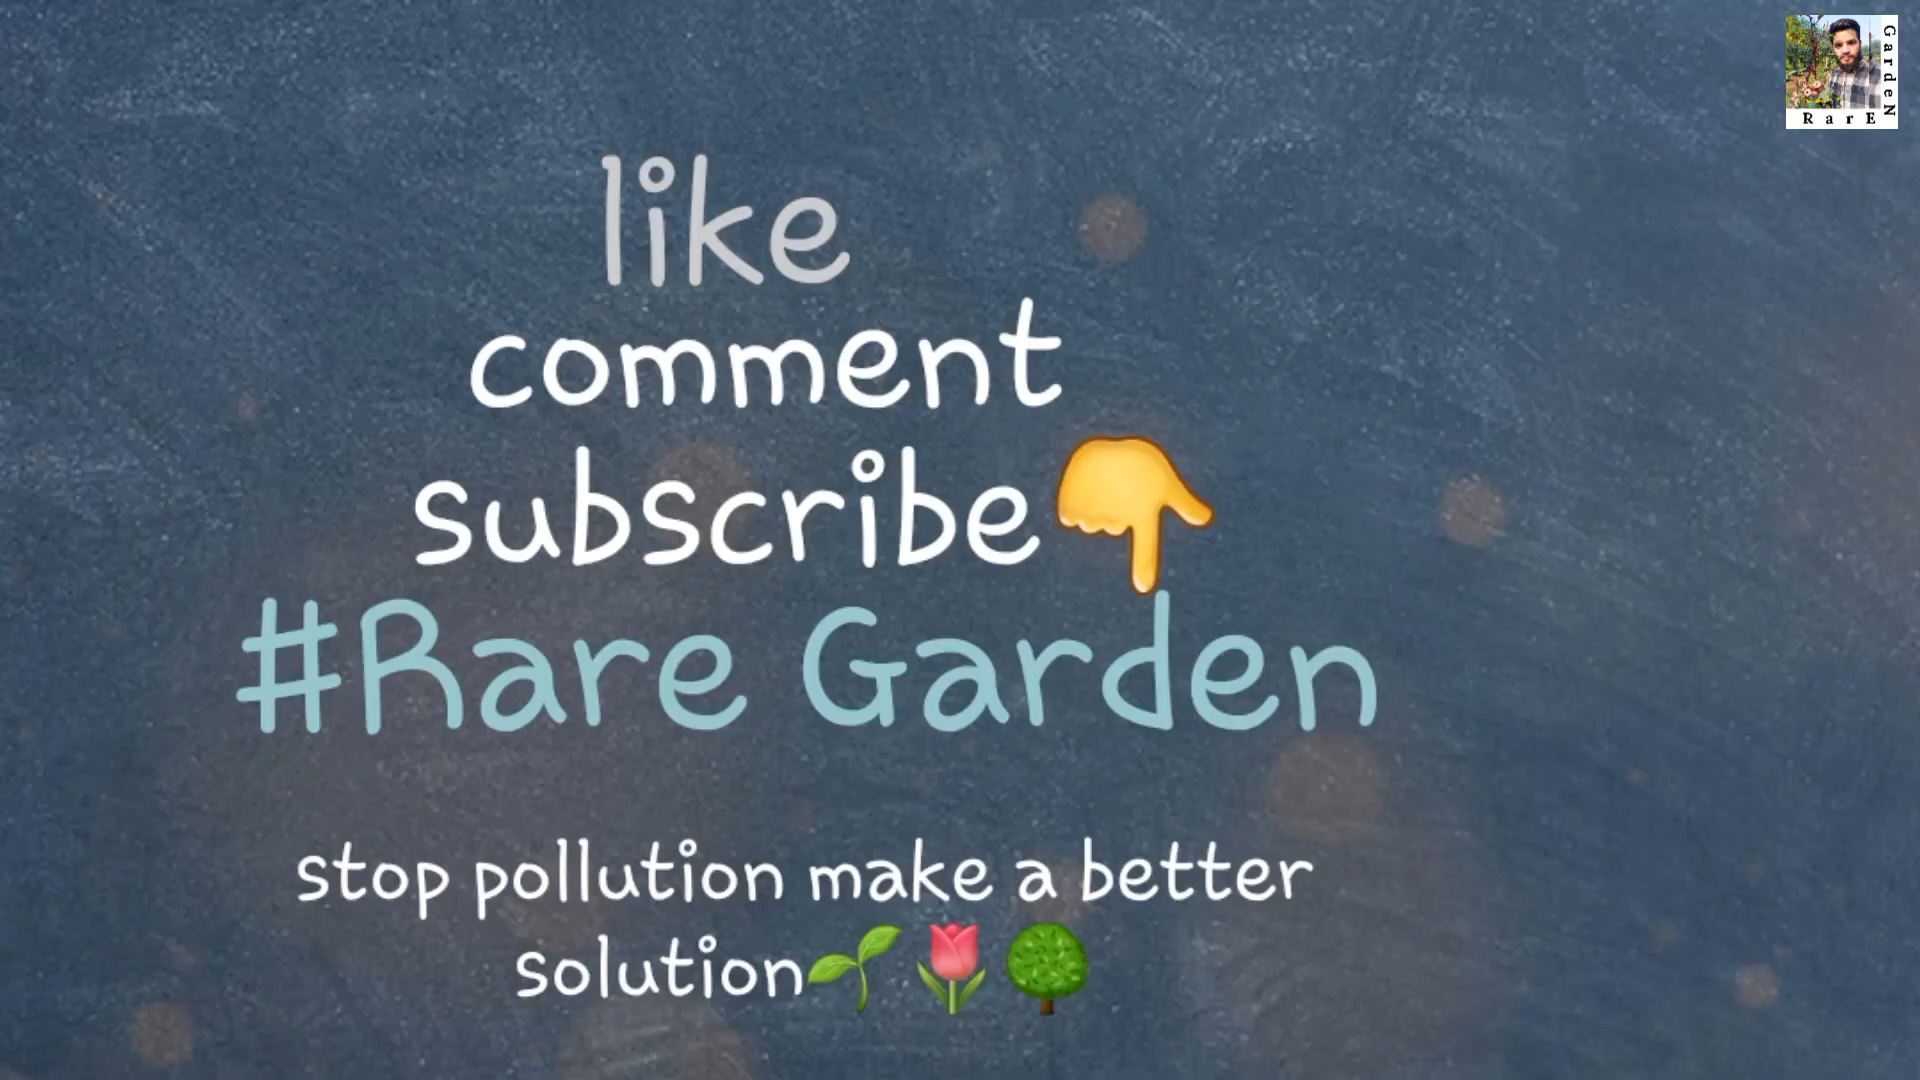 like
comment
subscribe👇
#Rare Garden
stop pollution make a better
solution🌱🌷🌳
GardeN
RarE